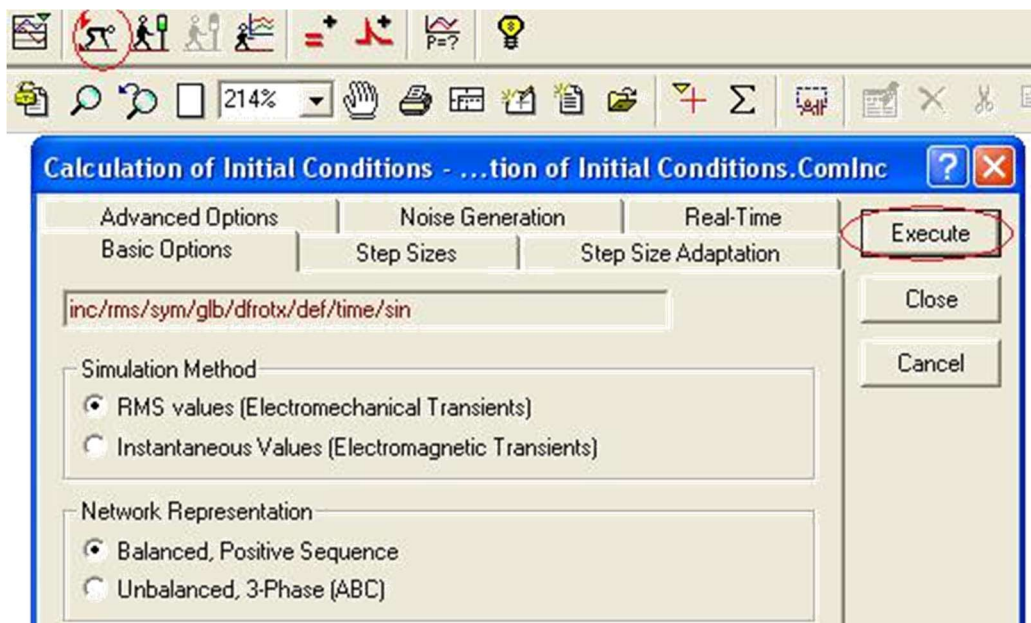 P=?
214%
Calculation of Initial Conditions - ...tion of Initial Conditions.ComInc
Advanced Options Noise Generation Real-Time
Basic Options Step Sizes Step Size Adaptation
Execute
Close
Cancel
inc/rms/sym/glb/dfrotx/def/time/sin
Simulation Method
RMS values (Electromechanical Transients)
Instantaneous Values (Electromagnetic Transients)
Network Representation
Balanced, Positive Sequence
Unbalanced, 3-Phase (ABC)